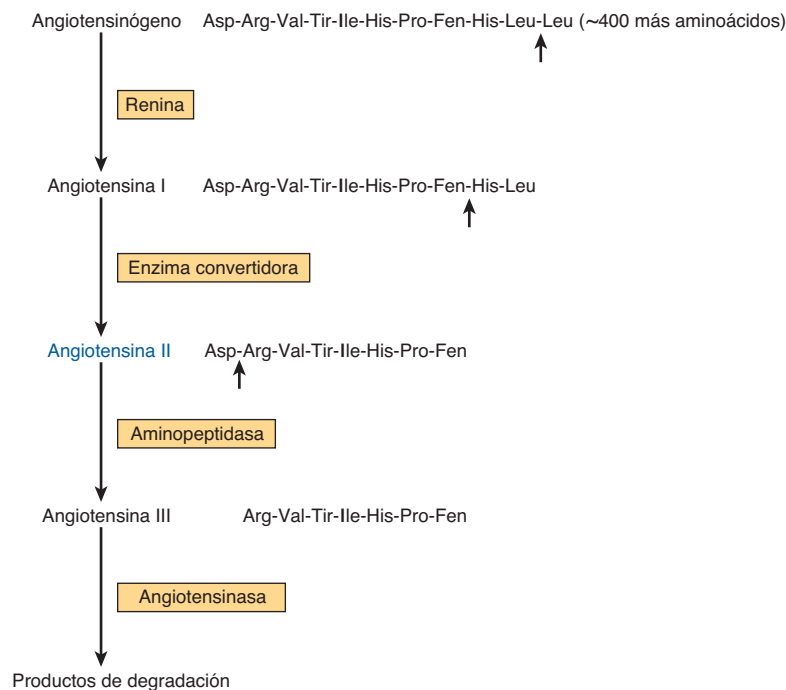 Angiotensinógeno Asp-Arg-Val-Tir-Ile-His-Pro-Fen-His-Leu-Leu (~400 más aminoácidos)
Renina
Angiotensina I Asp-Arg-Val-Tir-Ile-His-Pro-Fen-His-Leu
Enzima convertidora
Angiotensina II Asp-Arg-Val-Tir-Ile-His-Pro-Fen
Aminopeptidasa
Angiotensina III Arg-Val-Tir-Ile-His-Pro-Fen
Angiotensinasa
Productos de degradación